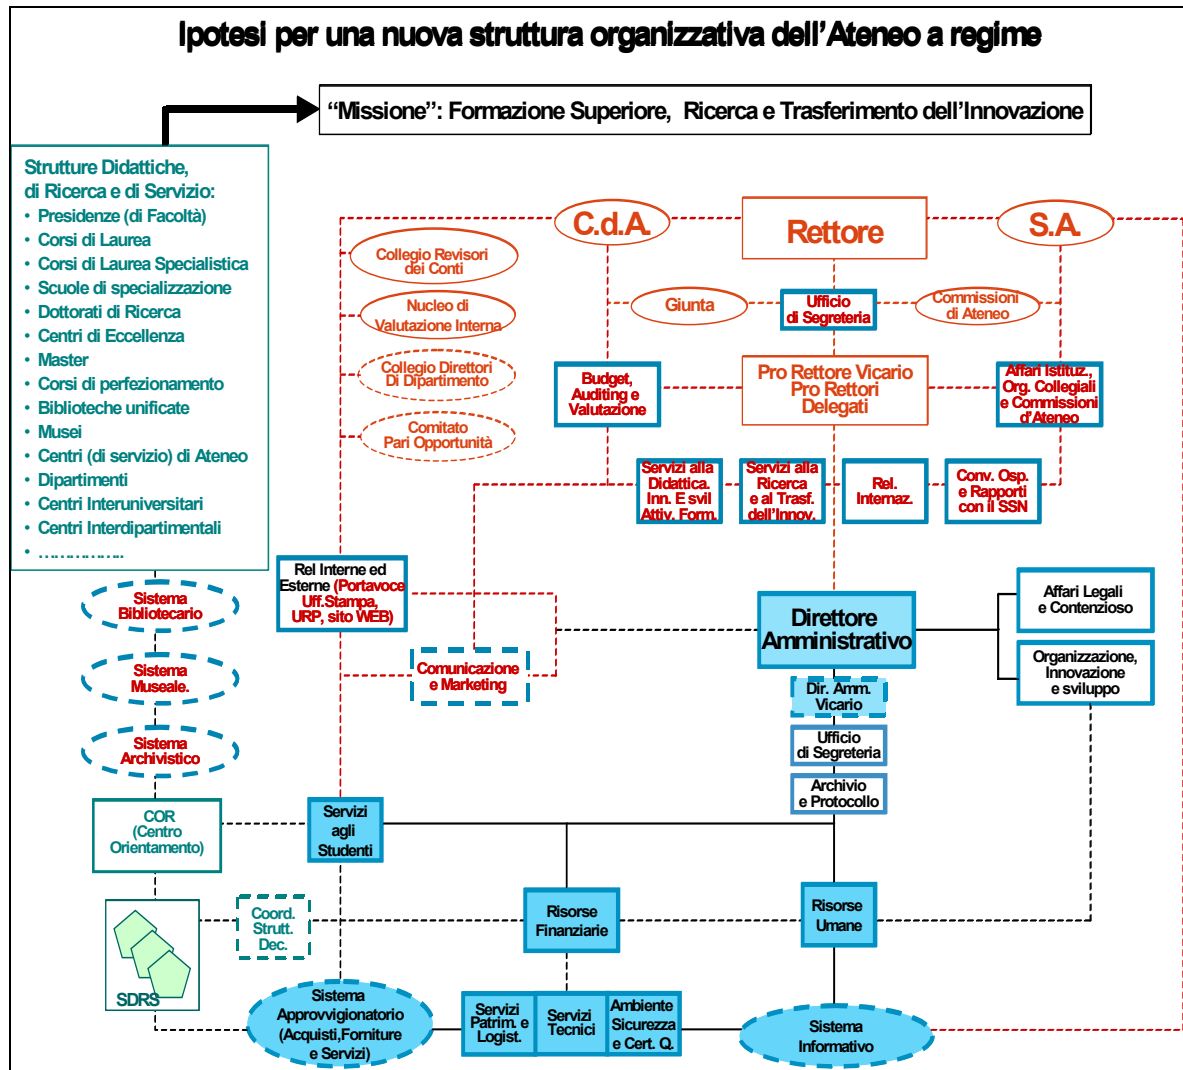 Ipotesi per una nuova struttura organizzativa dell'Ateneo a regime
“Missione”: Formazione Superiore, Ricerca e Trasferimento dell'Innovazione
Strutture Didattiche,
di Ricerca e di Servizio:
• Presidenze (di Facoltà)
• Corsi di Laurea
• Corsi di Laurea Specialistica
• Scuole di specializzazione
• Dottorati di Ricerca
• Centri di Eccellenza
• Master
• Corsi di perfezionamento
• Biblioteche unificate
• Musei
• Centri (di servizio) di Ateneo
• Dipartimenti
• Centri Interuniversitari
• Centri Interdipartimentali
• ……………..
C.d.A.
Rettore
S.A.
Collegio Revisori
dei Conti
Nucleo di
Valutazione Interna
Collegio Direttori
Di Dipartimento
Comitato
Pari Opportunità
Giunta
Ufficio
di Segreteria
Commissioni
di Ateneo
Budget,
Auditing e
Valutazione
Pro Rettore Vicario
Pro Rettori
Delegati
Affari Istituz.,
Org. Collegiali
e Commissioni
d'Ateneo
Servizi alla
Didattica.
Inn. E svil
Attiv. Form.
Servizi alla
Ricerca
e al Trasf.
dell'Innov.
Rel.
Internaz.
Conv. Osp.
e Rapporti
con il SSN
Rel Interne ed
Esterne (Portavoce
Uff.Stampa,
URP, sito WEB)
Comunicazione
e Marketing
Direttore
Amministrativo
Affari Legali
e Contenzioso
Organizzazione,
Innovazione
e sviluppo
Dir. Amm.
Vicario
Ufficio
di Segreteria
Archivio
e Protocollo
Sistema
Bibliotecario
Sistema
Museale.
Sistema
Archivistico
COR
(Centro
Orientamento)
Servizi
agli
Studenti
SDRS
Coord.
Strutt.
Dec.
Risorse
Finanziarie
Risorse
Umane
Sistema
Approvvigionatorio
(Acquisti,Forniture
e Servizi)
Servizi
Patrim. e
Logist.
Servizi
Tecnici
Ambiente
Sicurezza
e Cert. Q.
Sistema
Informativo